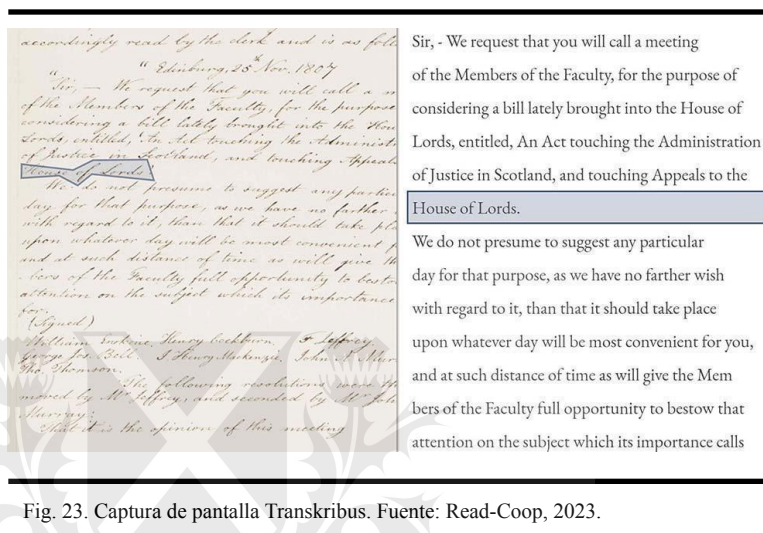 accordingly read by the clerk and is as foll
" " Edinburg, 25th Nov. 1807
" Sir, — We request that you will call a m
of the Members of the Faculty, for the purpose
considering a bill lately brought into the Hou
Lords, entitled, "An Act touching the Administ
of Justice in Scotland, and touching Appeals
House of Lords"
We do not presume to suggest any partic
day for that purpose, as we have no farther
with regard to it, than that it should take pla
upon whatever day will be most convenient f
and at such distance of time as will give th
bers of the Faculty full opportunity to besto
attention on the subject which its importance
for.
(Signed)
William Erskine, Henry Cockburn. F Jeffrey.
George Jos. Bell. J Henry Mackenzie, John A Mur
Tho Thomson.
The following resolutions were th
moved by Mr Jeffrey, and seconded by Mr Joh
Murray:
That it is the opinion of this meeting
Sir, - We request that you will call a meeting
of the Members of the Faculty, for the purpose of
considering a bill lately brought into the House of
Lords, entitled, An Act touching the Administration
of Justice in Scotland, and touching Appeals to the
House of Lords.
We do not presume to suggest any particular
day for that purpose, as we have no farther wish
with regard to it, than that it should take place
upon whatever day will be most convenient for you,
and at such distance of time as will give the Mem
bers of the Faculty full opportunity to bestow that
attention on the subject which its importance calls
Fig. 23. Captura de pantalla Transkribus. Fuente: Read-Coop, 2023.